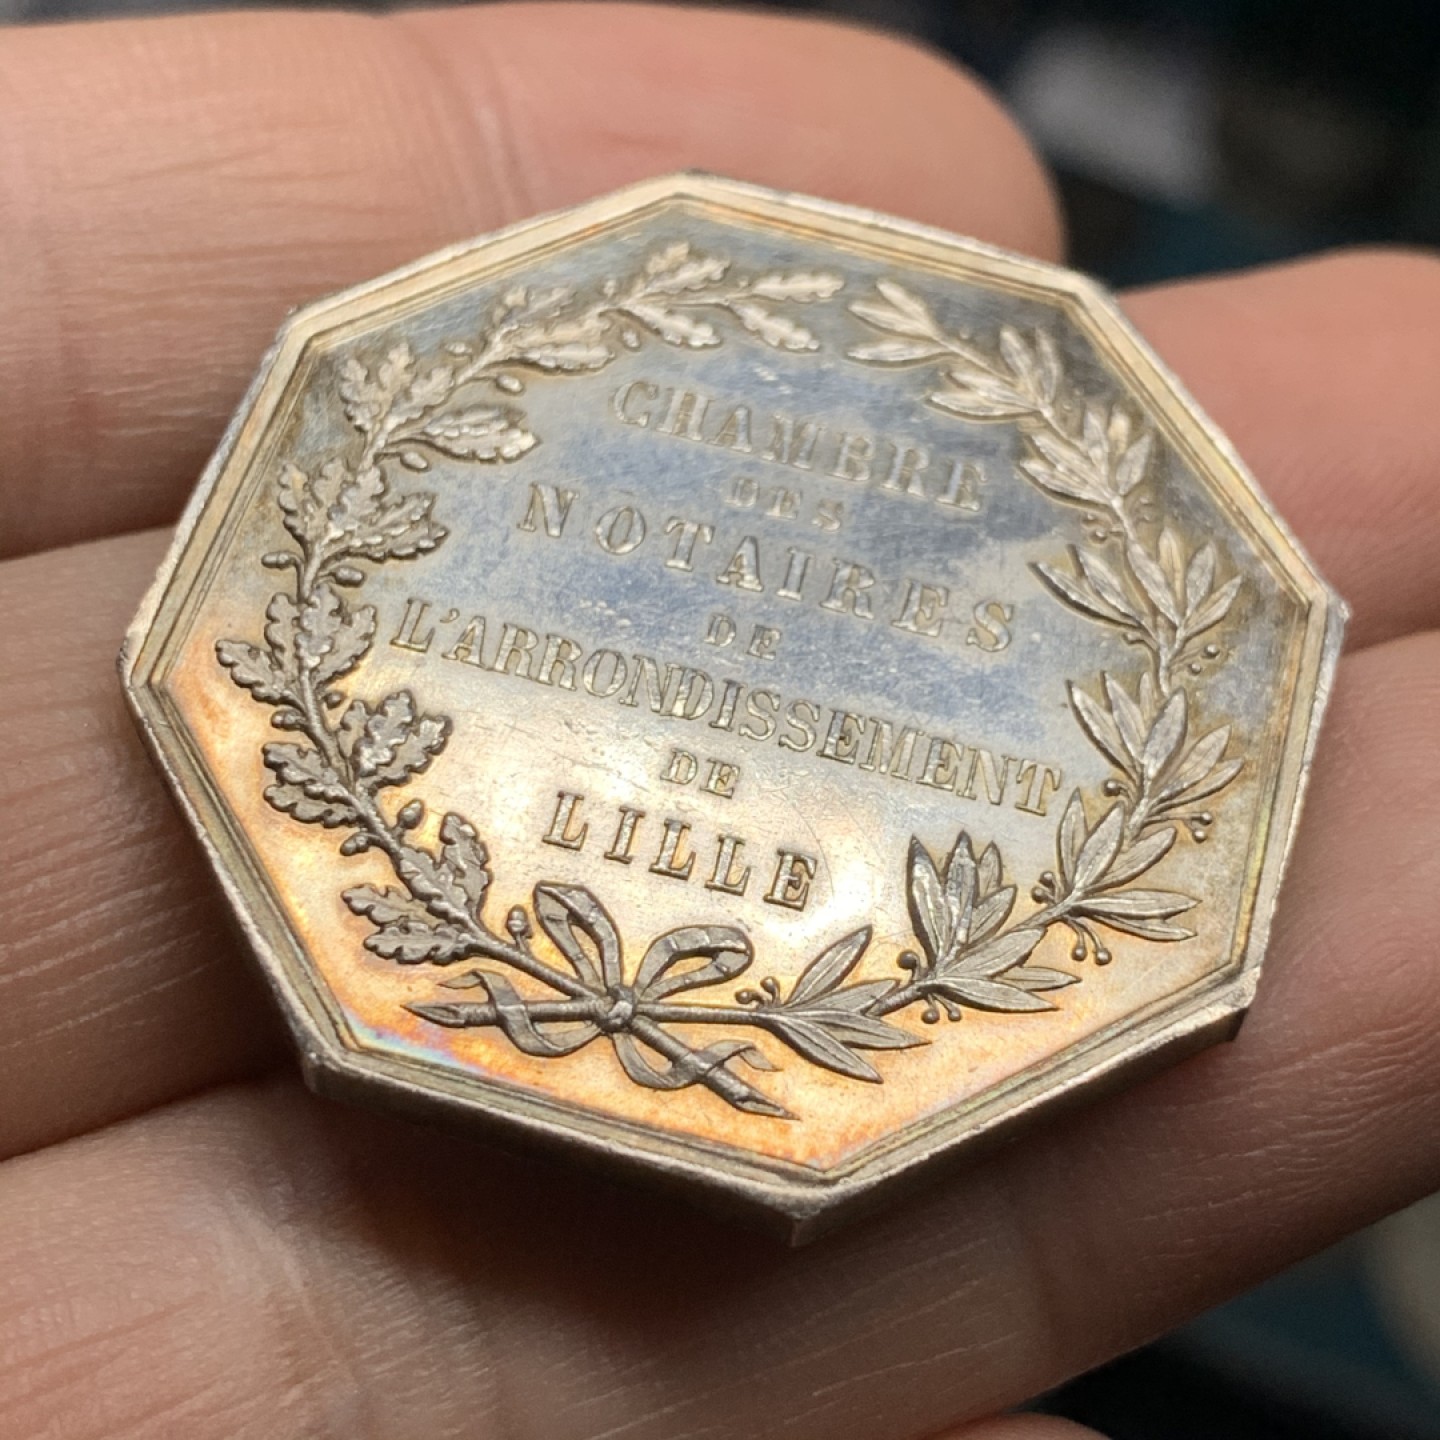 CHAMBRE
DES
NOTAIRES
DE
L'ARRONDISSEMENT
DE
LILLE